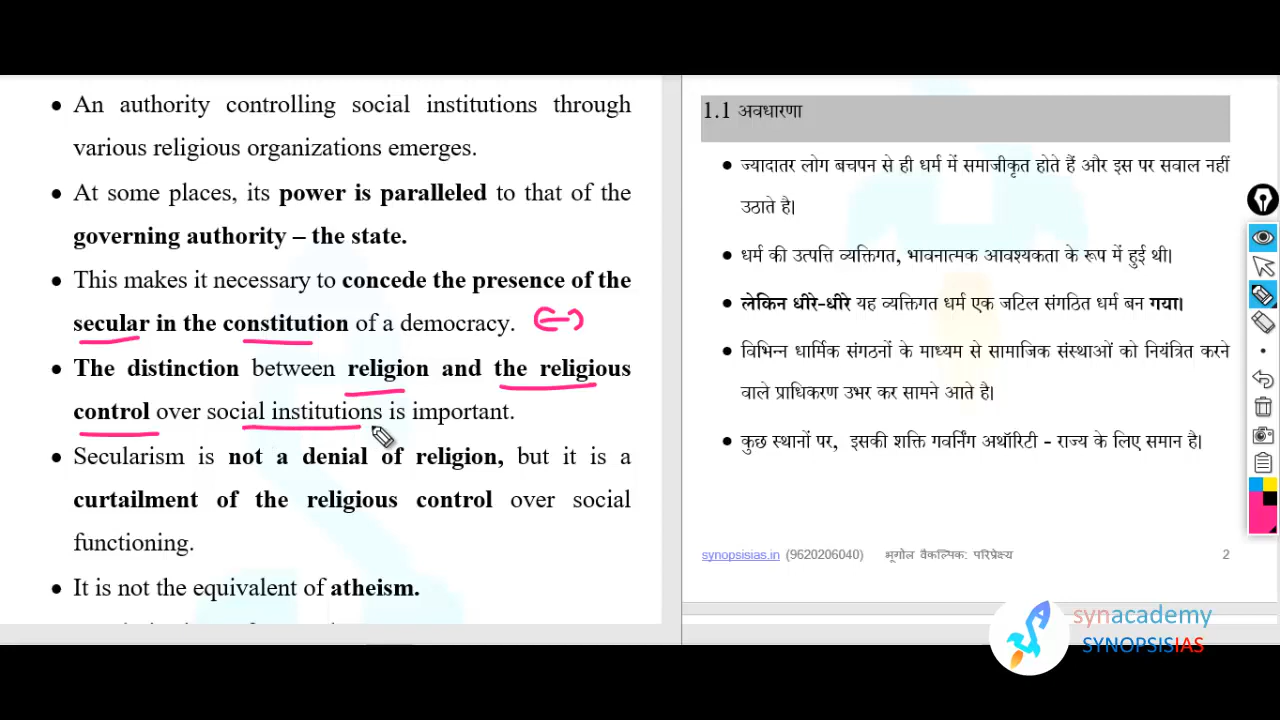 • An authority controlling social institutions through
various religious organizations emerges.
• At some places, its power is paralleled to that of the
governing authority – the state.
• This makes it necessary to concede the presence of the
secular in the constitution of a democracy.
• The distinction between religion and the religious
control over social institutions is important.
• Secularism is not a denial of religion, but it is a
curtailment of the religious control over social
functioning.
• It is not the equivalent of atheism.
1.1 अवधारणा
• ज्यादातर लोग बचपन से ही धर्म में समाजीकृत होते हैं और इस पर सवाल नहीं
उठाते है।
• धर्म की उत्पत्ति व्यक्तिगत, भावनात्मक आवश्यकता के रूप में हुई थी।
• लेकिन धीरे-धीरे यह व्यक्तिगत धर्म एक जटिल संगठित धर्म बन गया।
• विभिन्न धार्मिक संगठनों के माध्यम से सामाजिक संस्थाओं को नियंत्रित करने
वाले प्राधिकरण उभर कर सामने आते है।
• कुछ स्थानों पर, इसकी शक्ति गवर्निंग अथॉरिटी - राज्य के लिए समान है।
synopsisias.in (9620206040) भूगोल वैकल्पिक: परिप्रेक्ष्य 2
synacademy
SYNOPSISIAS